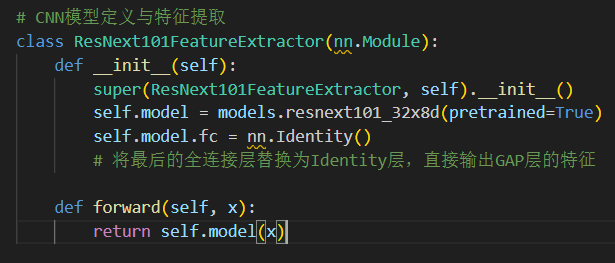 # CNN模型定义与特征提取
class ResNext101FeatureExtractor(nn.Module):
    def __init__(self):
        super(ResNext101FeatureExtractor, self).__init__()
        self.model = models.resnext101_32x8d(pretrained=True)
        self.model.fc = nn.Identity()
        # 将最后的全连接层替换为Identity层，直接输出GAP层的特征
    def forward(self, x):
        return self.model(x)